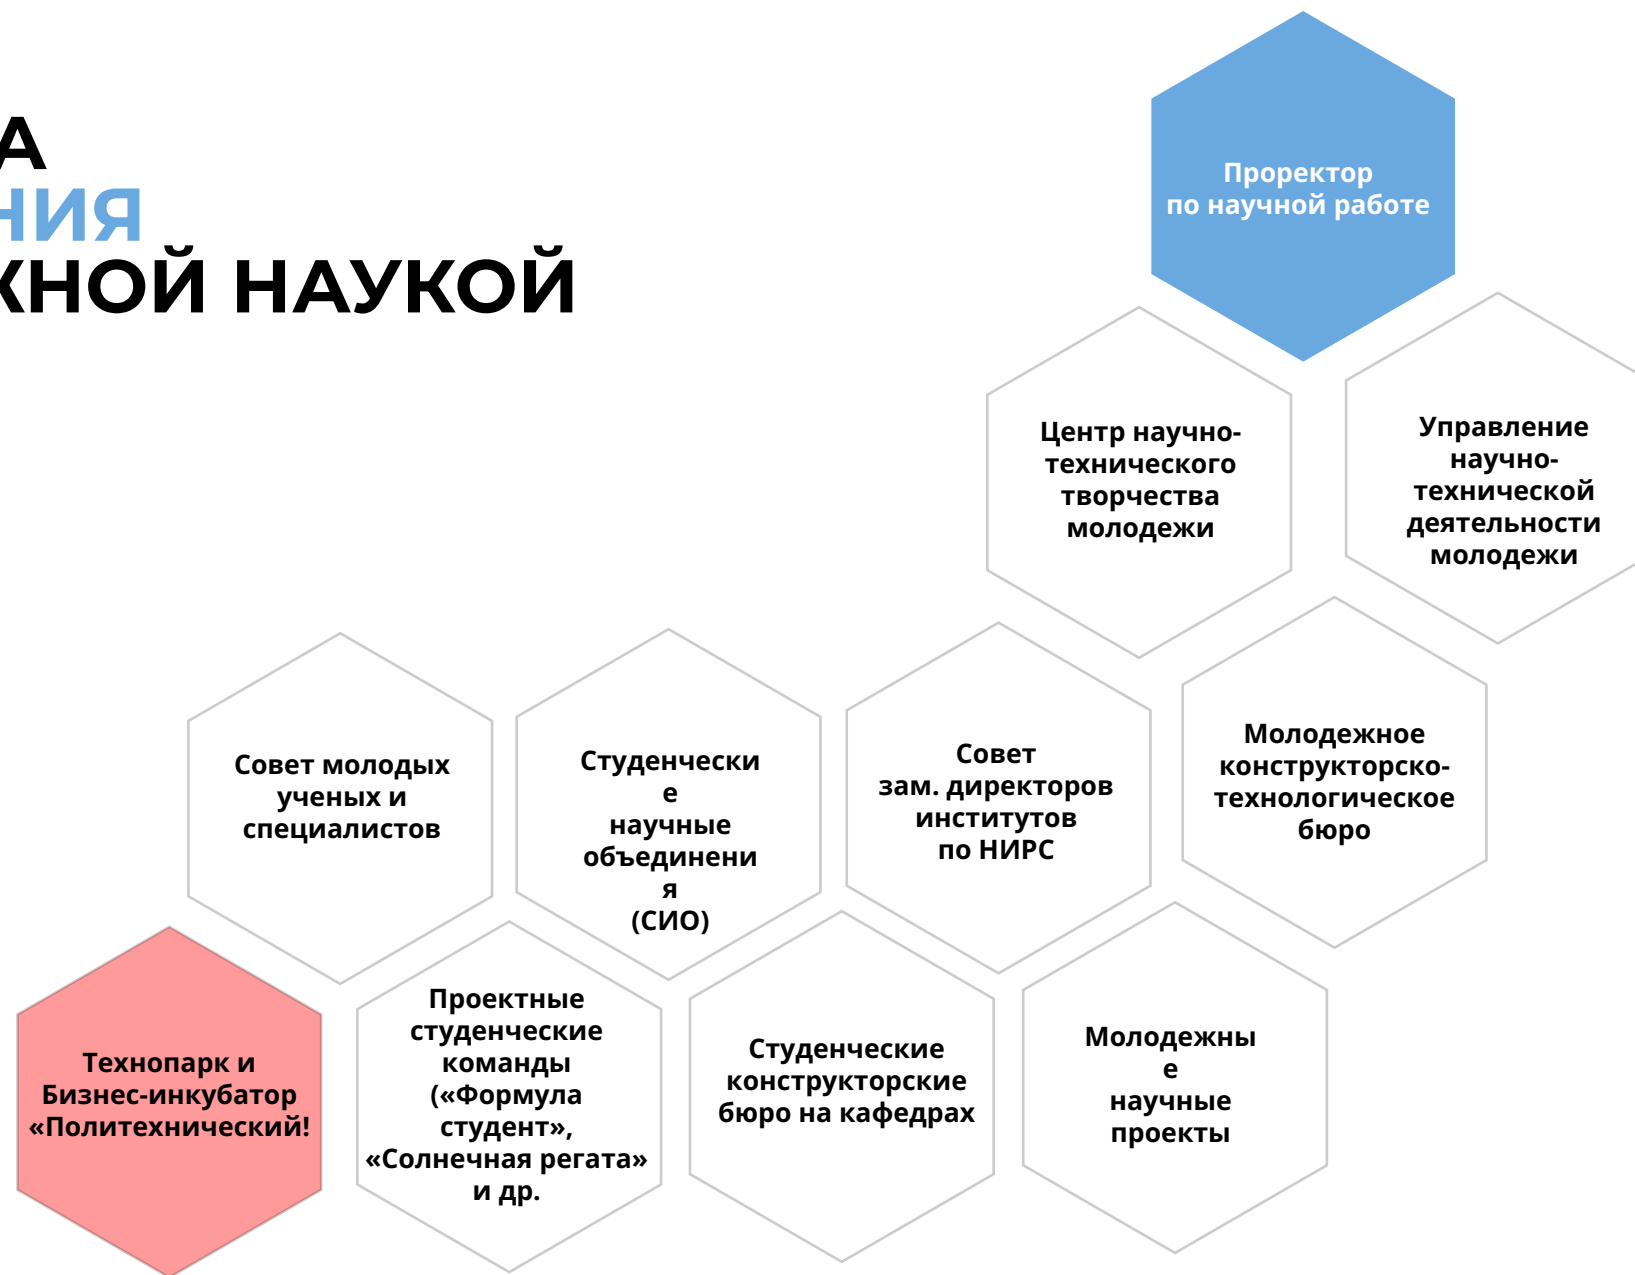 А
НИЯ
ЖНОЙ НАУКОЙ
Проректор
по научной работе
Центр научно-
технического
творчества
молодежи
Управление
научно-
технической
деятельности
молодежи
Совет молодых
ученых и
специалистов
Студенчески
е
научные
объединени
я
(СИО)
Совет
зам. директоров
институтов
по НИРС
Молодежное
конструкторско-
технологическое
бюро
Технопарк и
Бизнес-инкубатор
«Политехнический!
Проектные
студенческие
команды
(«Формула
студент»,
«Солнечная регата»
и др.
Студенческие
конструкторские
бюро на кафедрах
Молодежны
е
научные
проекты